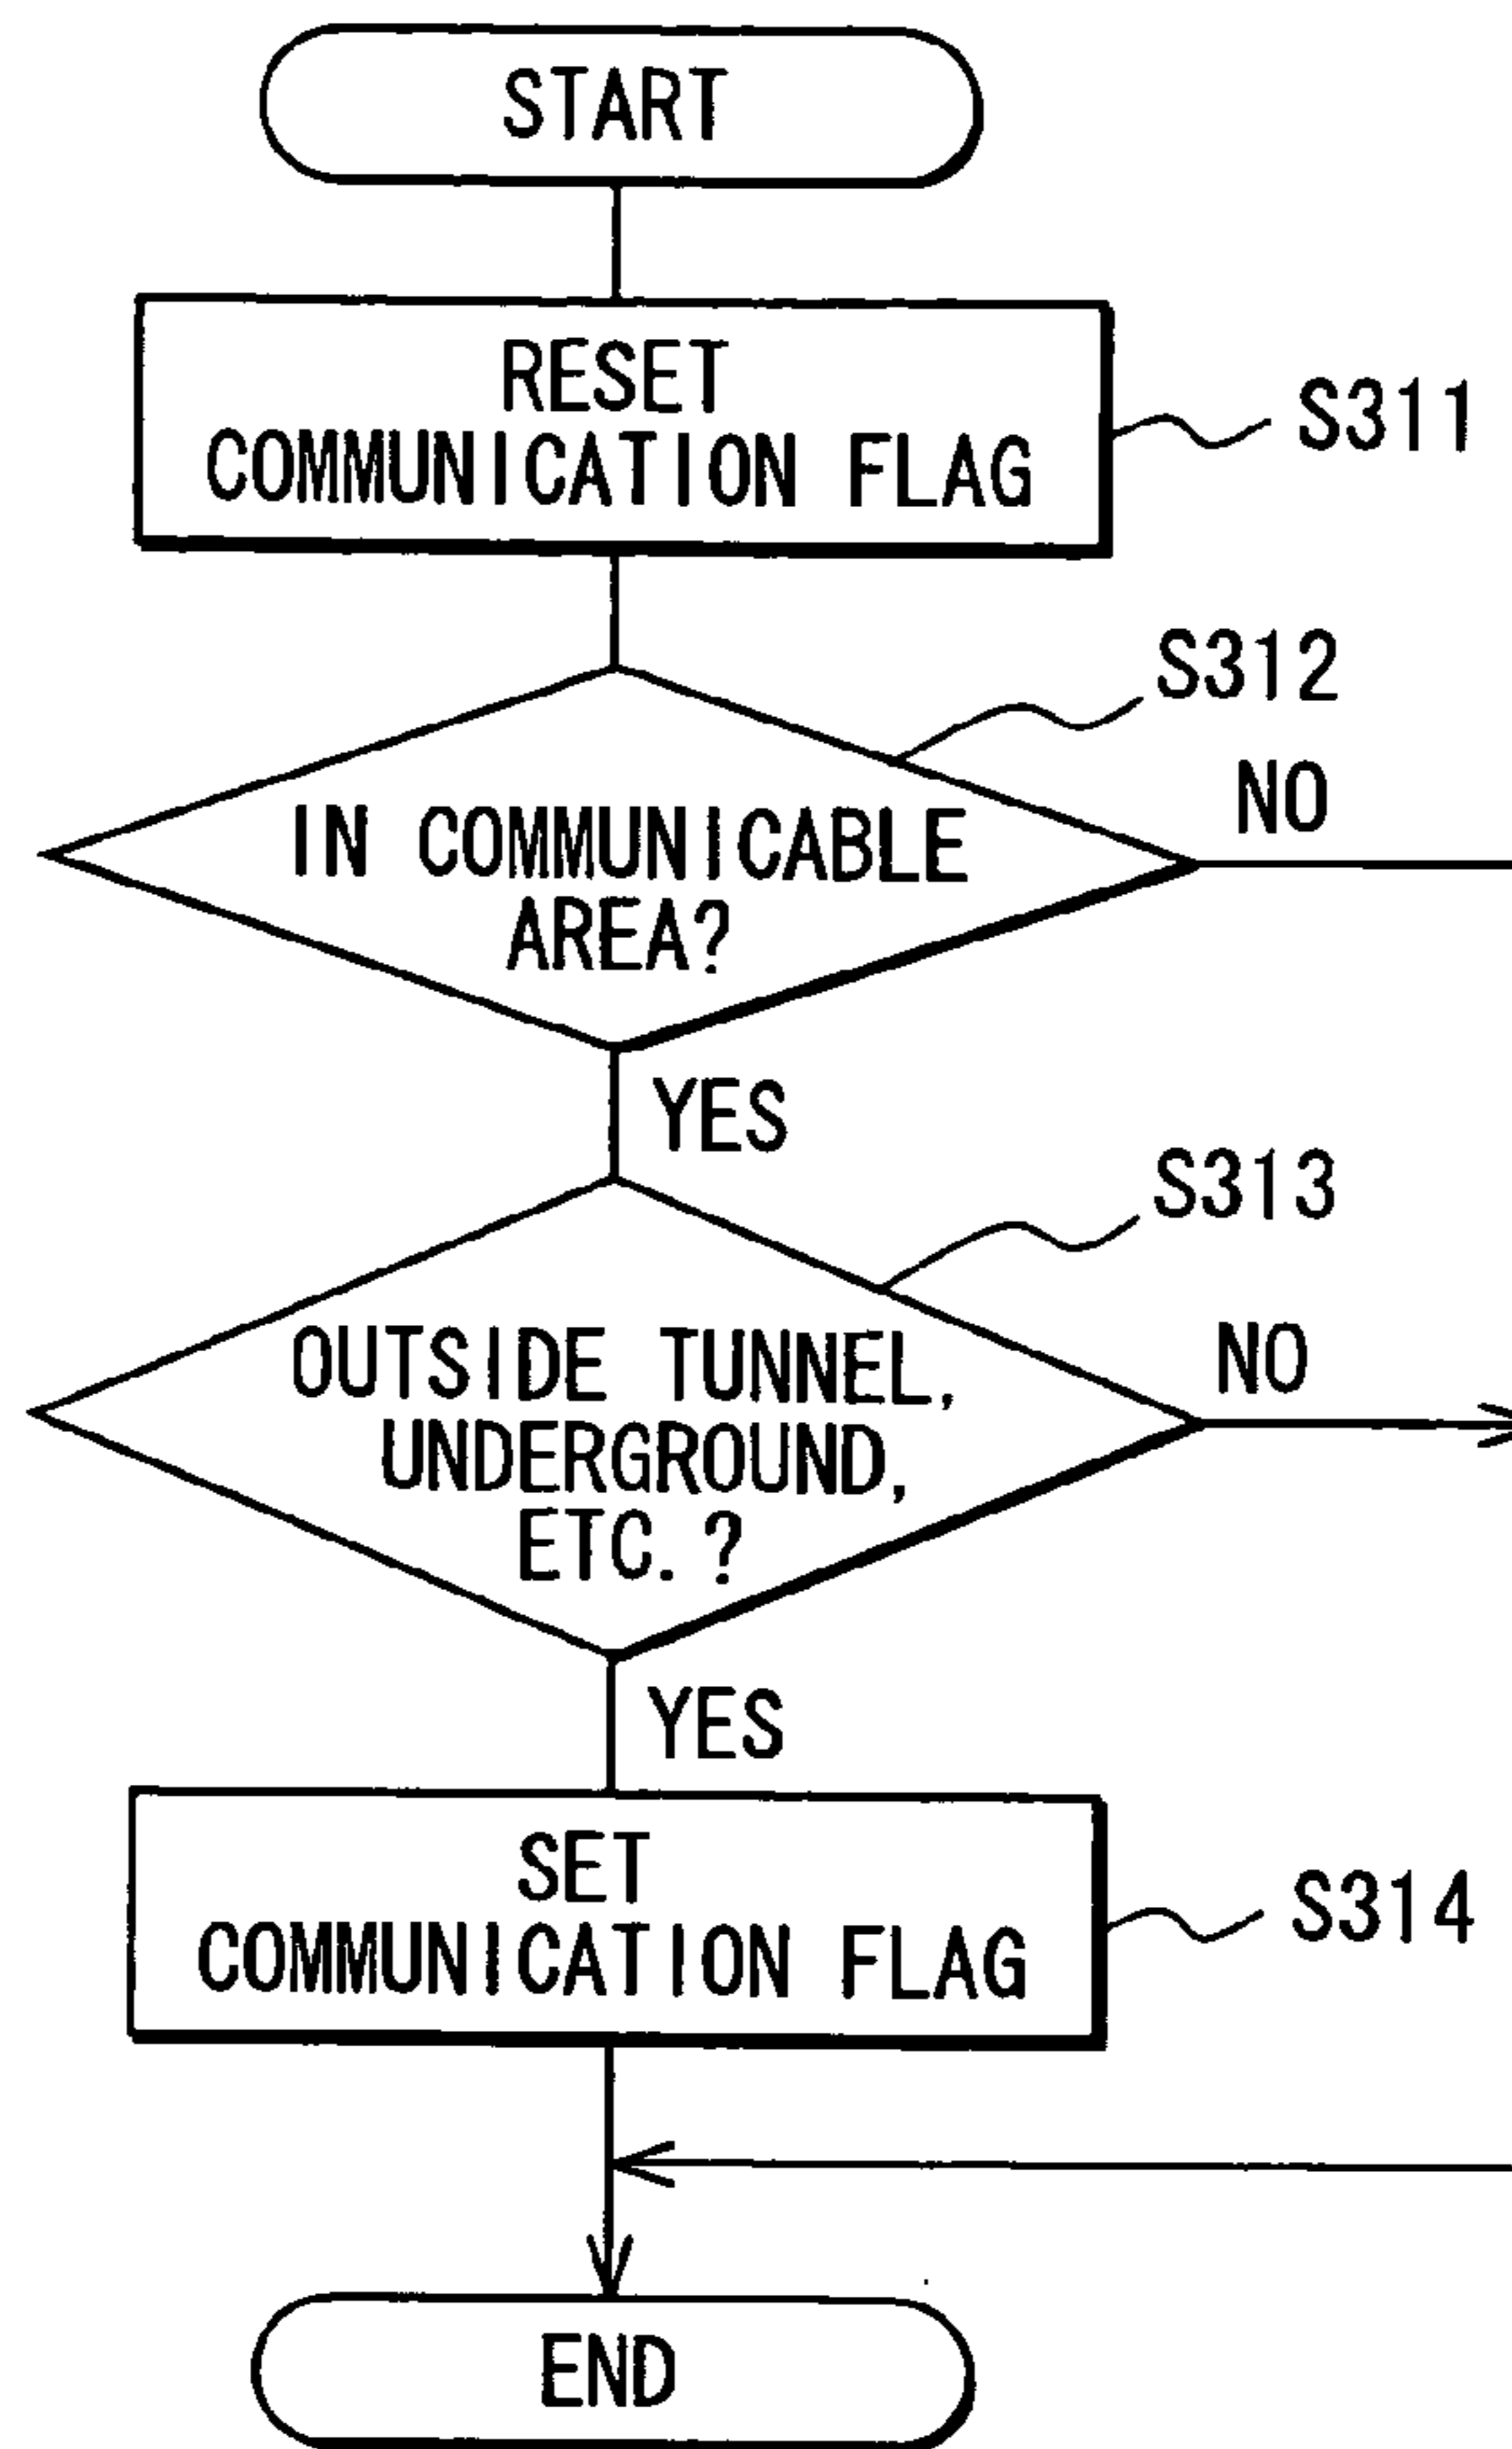 START
RESET
COMMUNICATION FLAG
S311
S312
IN COMMUNICABLE
AREA?
NO
YES
S313
OUTSIDE TUNNEL,
UNDERGROUND,
ETC.?
NO
YES
SET
COMMUNICATION FLAG
S314
END